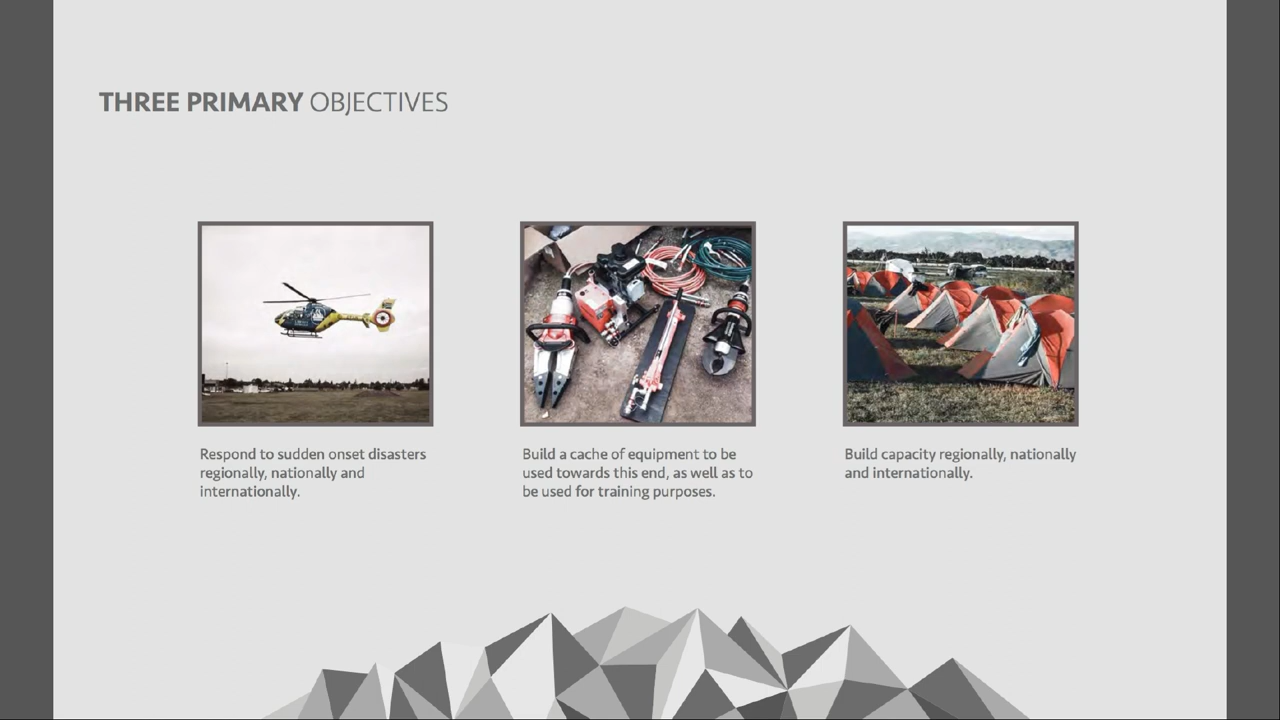 THREE PRIMARY OBJECTIVES
Respond to sudden onset disasters
regionally, nationally and
internationally.
Build a cache of equipment to be
used towards this end, as well as to
be used for training purposes.
Build capacity regionally, nationally
and internationally.